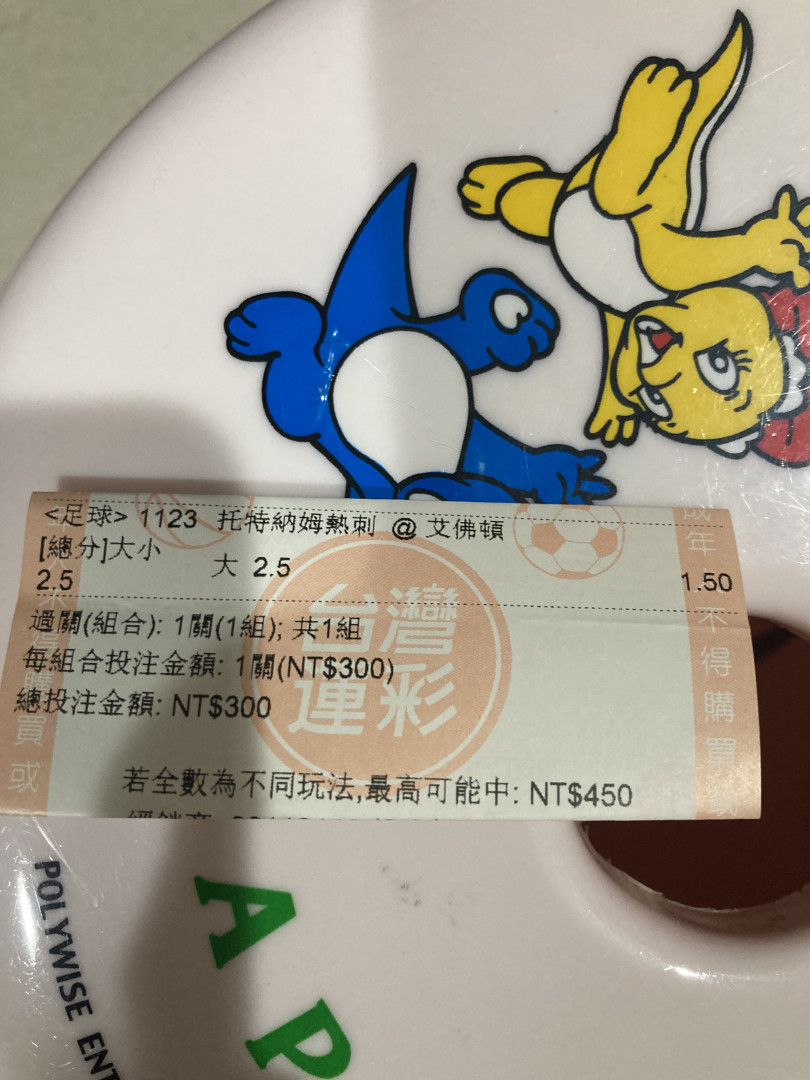 <足球> 1123 托特納姆熱刺 @ 艾佛頓
[總分]大小 大 2.5
2.5 1.50
過關(組合): 1關(1組); 共1組
每組合投注金額: 1關(NT$300)
總投注金額: NT$300
若全數為不同玩法,最高可能中: NT$450
台灣
運彩
成年
不得購買
得購買或
A P
POLYWISE ENT